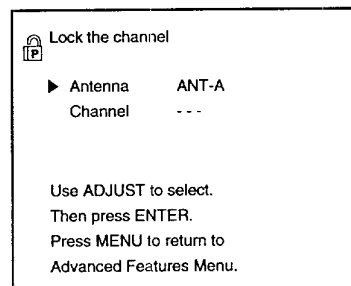 Lock the channel
P
▶ Antenna ANT-A
Channel - - -
Use ADJUST to select.
Then press ENTER.
Press MENU to return to
Advanced Features Menu.